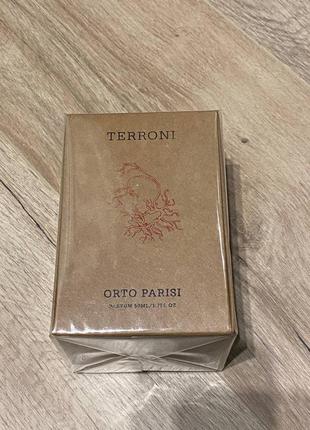 TERRONI
ORTO PARISI
PARFUM 50ML/1.7FL OZ